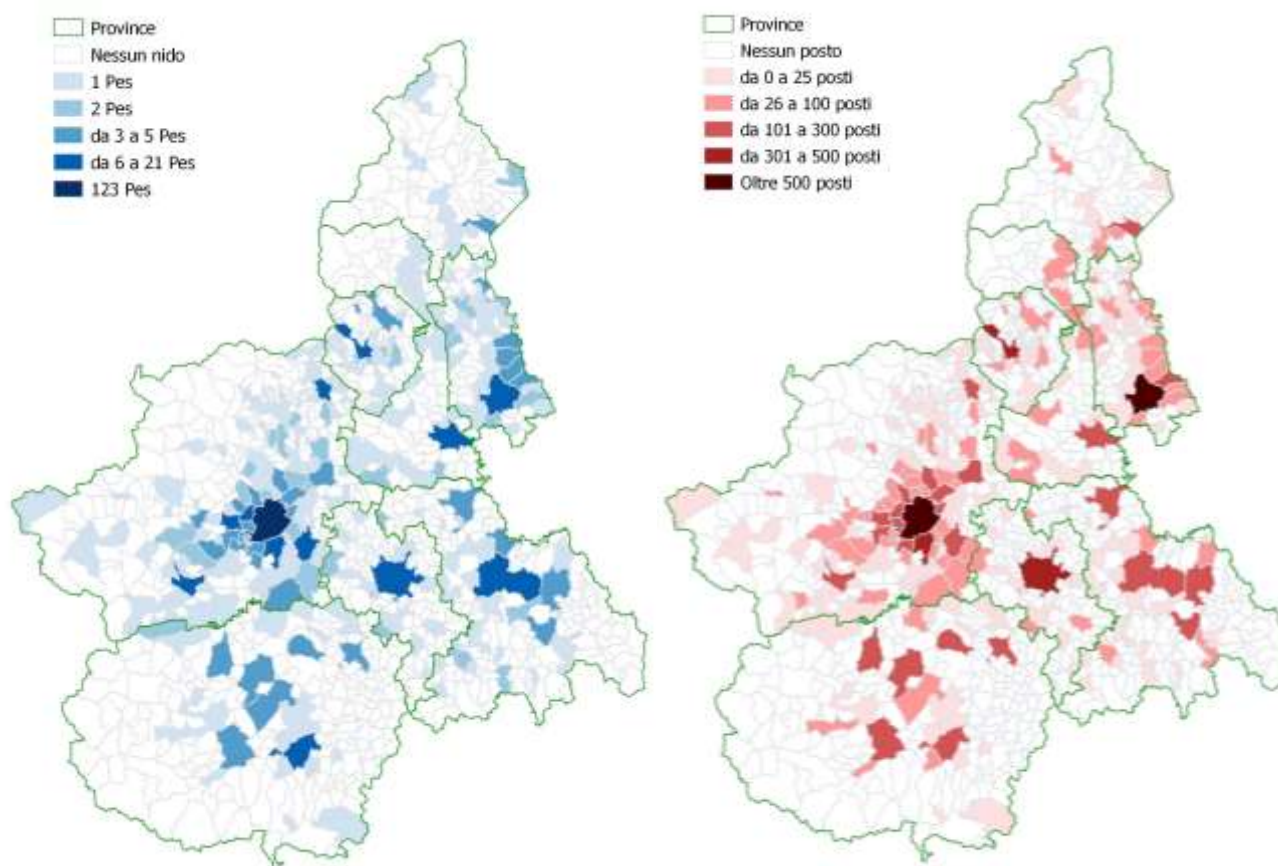 Province
Nessun nido
1 Pes
2 Pes
da 3 a 5 Pes
da 6 a 21 Pes
123 Pes
Province
Nessun posto
da 0 a 25 posti
da 26 a 100 posti
da 101 a 300 posti
da 301 a 500 posti
Oltre 500 posti